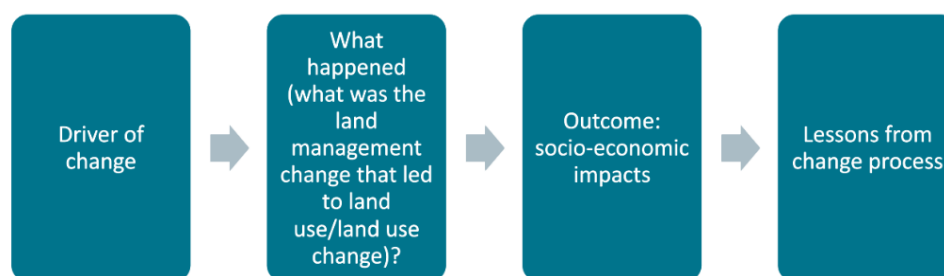 Driver of
change
What
happened
(what was the
land
management
change that led
to land
use/land use
change)?
Outcome:
socio-economic
impacts
Lessons from
change process